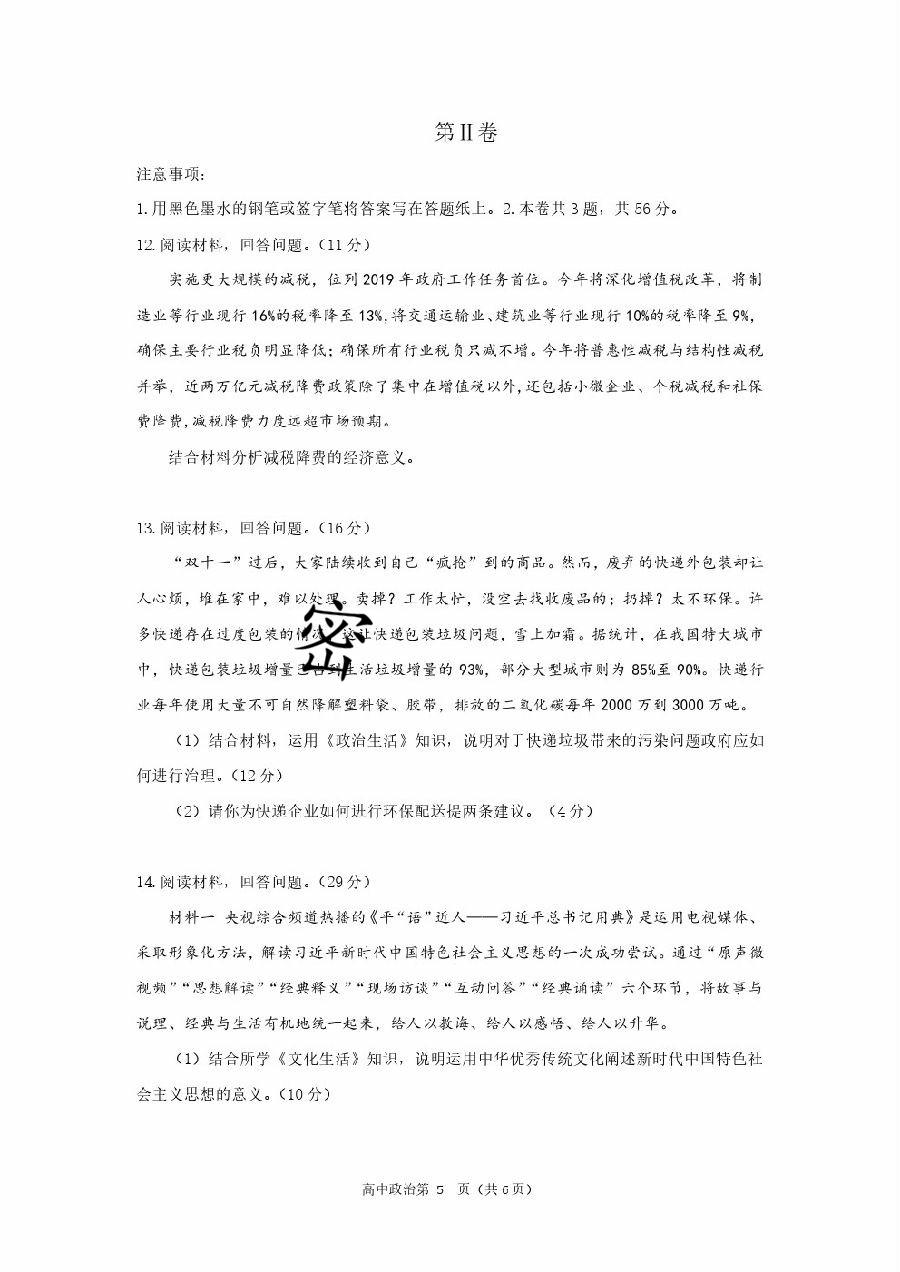 第Ⅱ卷
注意事项:
1.用黑色墨水的钢笔或签字笔将答案写在答题纸上。2.本卷共3题,共56分。
12.阅读材料,回答问题。(11分)
实施更大规模的减税,位列2019年政府工作任务首位。今年将深化增值税改革,将制
造业等行业现行16%的税率降至13%,将交通运输业、建筑业等行业现行10%的税率降至9%,
确保主要行业税负明显降低;确保所有行业税负只减不增。今年将普惠性减税与结构性减税
并举,近两万亿元减税降费政策除了集中在增值税以外,还包括小微企业、个税减税和社保
费降费,减税降费力度远超市场预期。
结合材料分析减税降费的经济意义。
13.阅读材料,回答问题。(16分)
“双十一”过后,大家陆续收到自己“疯抢”到的商品。然而,废弃的快递外包装却让
人心烦,堆在家中,难以处理。卖掉?工作太忙,没空去找收废品的;扔掉?太不环保。许
多快递存在过度包装的情况,这让快递包装垃圾问题,雪上加霜。据统计,在我国特大城市
中,快递包装垃圾增量已占到生活垃圾增量的93%,部分大型城市则为85%至90%。快递行
业每年使用大量不可自然降解塑料袋、胶带,排放的二氧化碳每年2000万到3000万吨。
密
(1)结合材料,运用《政治生活》知识,说明对于快递垃圾带来的污染问题政府应如
何进行治理。(12分)
(2)请你为快递企业如何进行环保配送提两条建议。(4分)
14.阅读材料,回答问题。(29分)
材料一 央视综合频道热播的《平“语”近人——习近平总书记用典》是运用电视媒体、
采取形象化方法,解读习近平新时代中国特色社会主义思想的一次成功尝试。通过“原声微
视频”“思想解读”“经典释义”“现场访谈”“互动问答”“经典诵读”六个环节,将故事与
说理、经典与生活有机地统一起来,给人以教诲、给人以感悟、给人以升华。
(1)结合所学《文化生活》知识,说明运用中华优秀传统文化阐述新时代中国特色社
会主义思想的意义。(10分)
高中政治第 5 页(共6页)